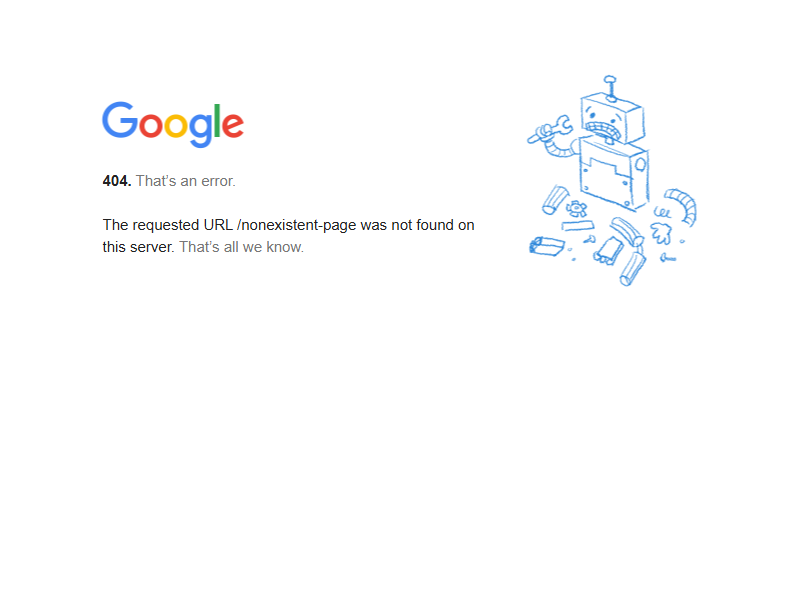 Google
404. That’s an error.
The requested URL /nonexistent-page was not found on
this server. That’s all we know.